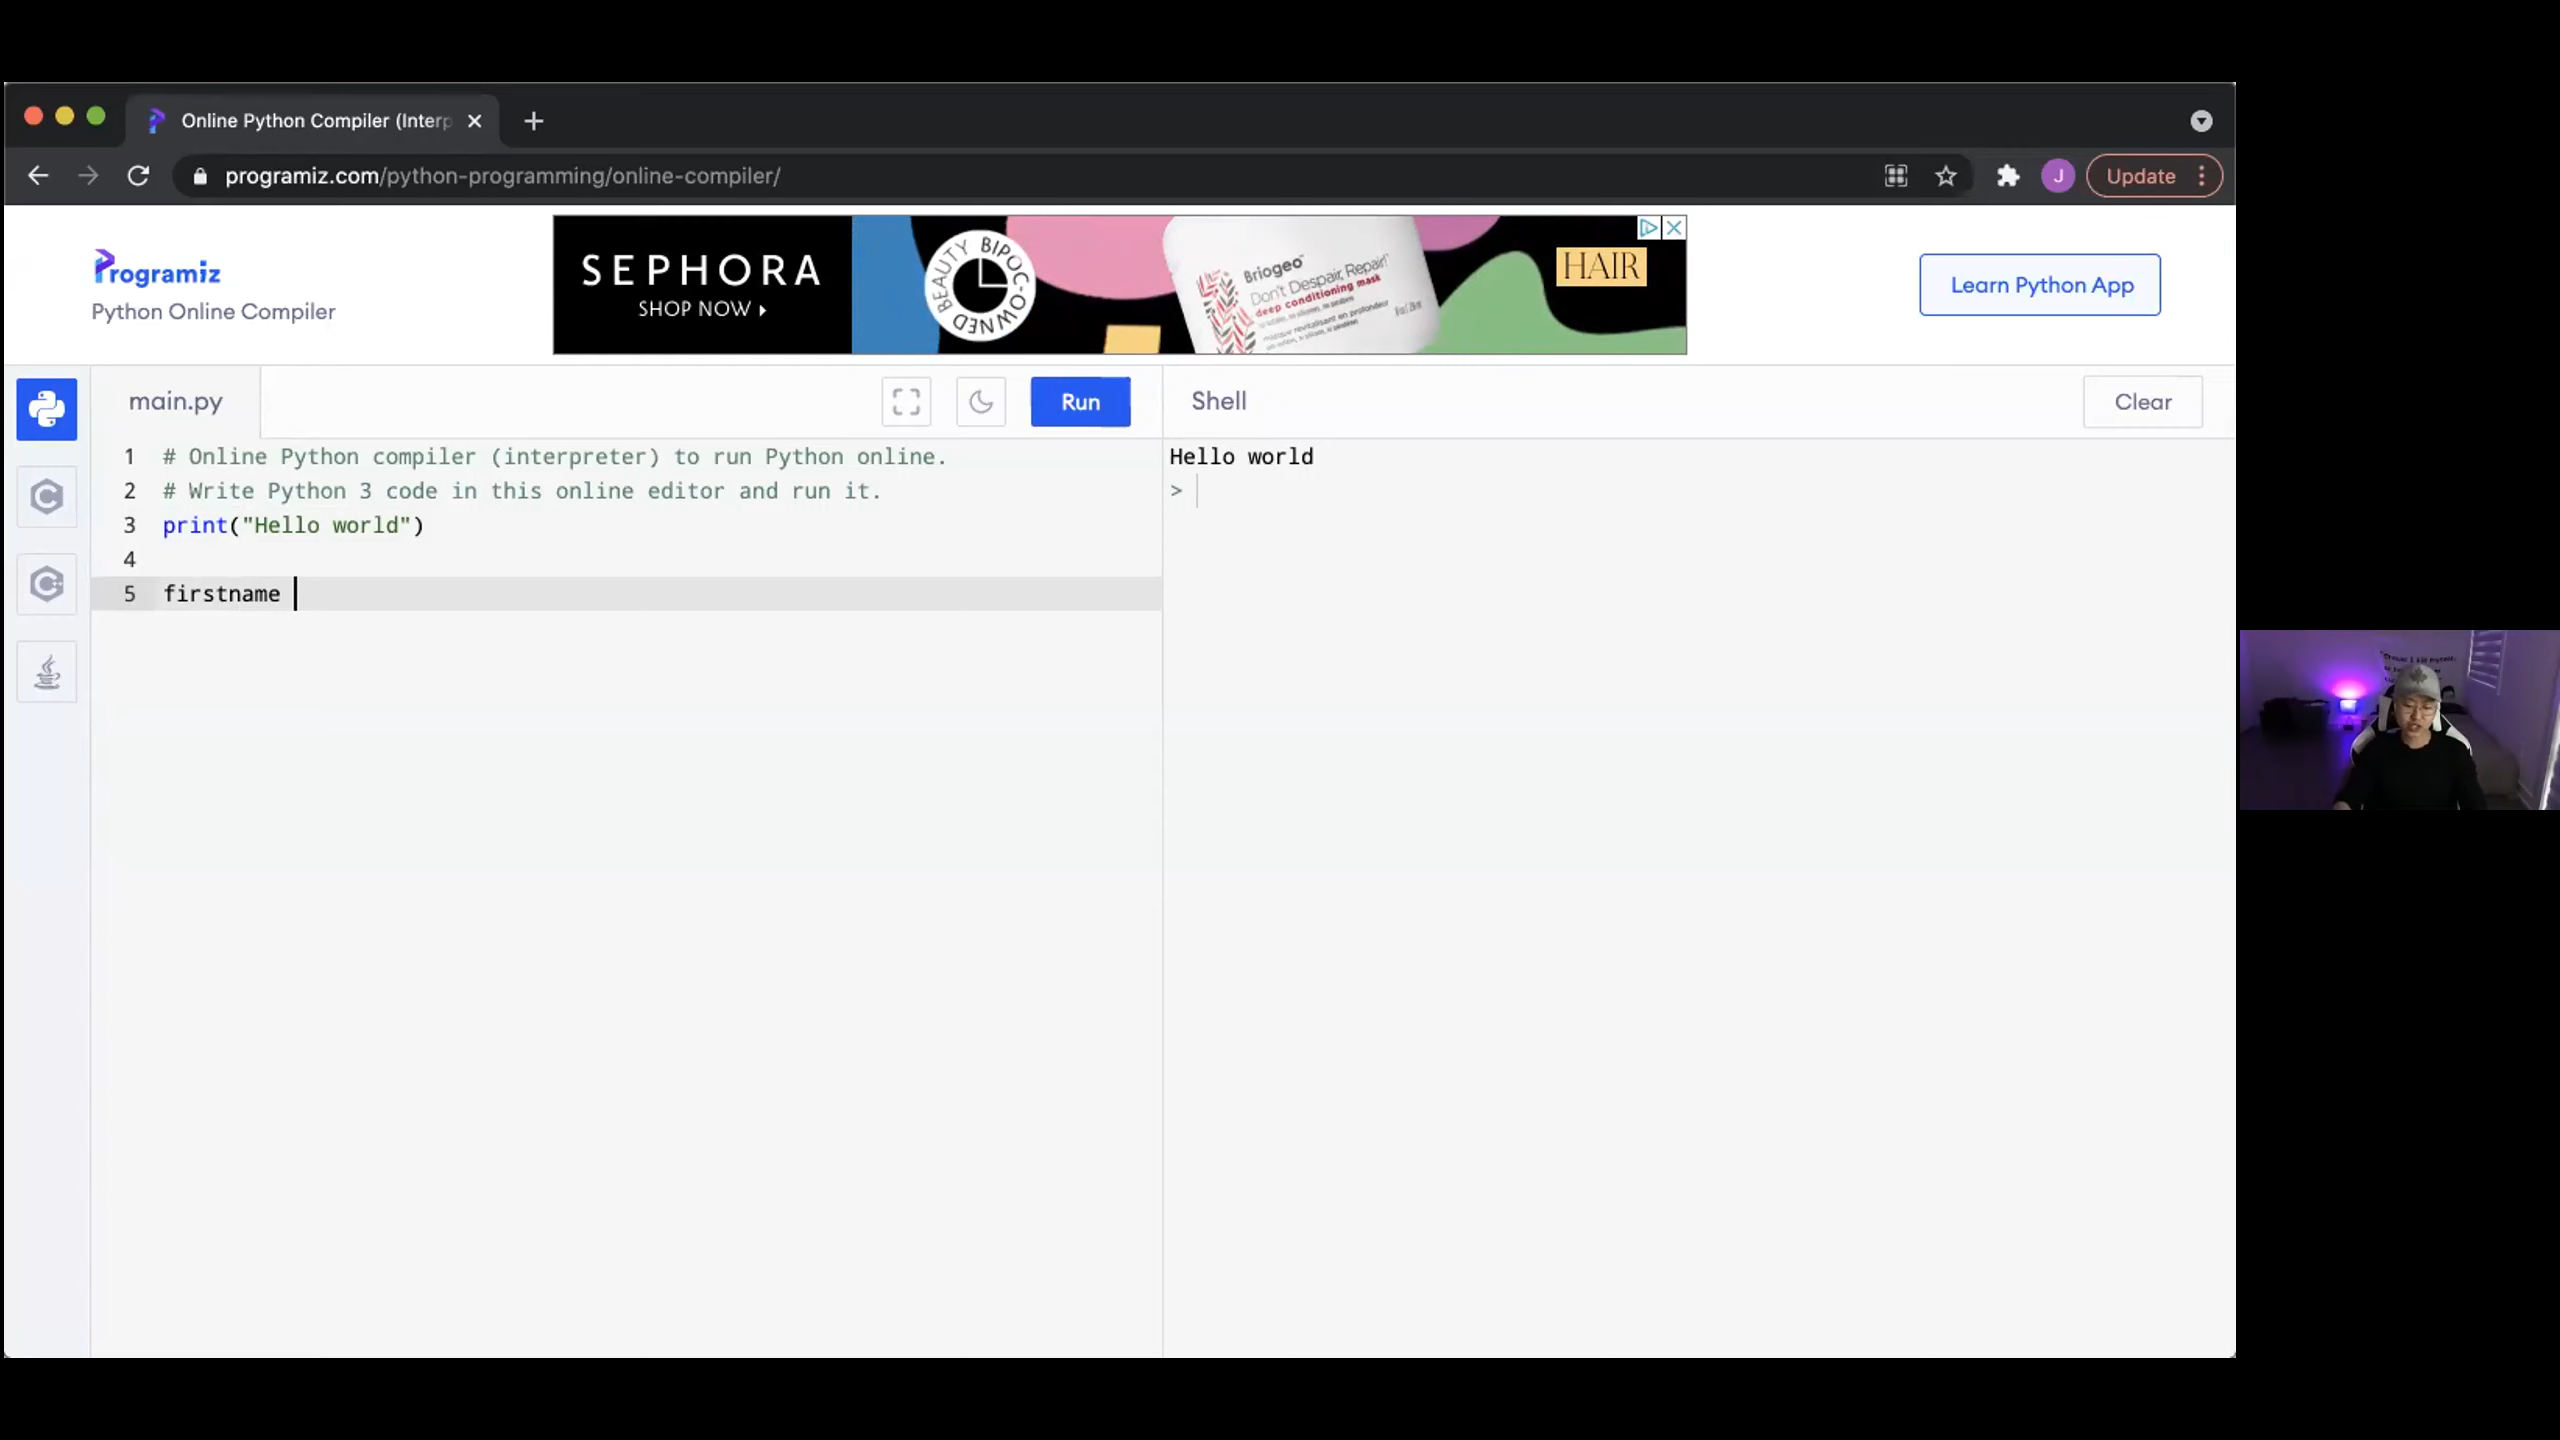 Online Python Compiler (Interp
programiz.com/python-programming/online-compiler/
J
Update
Programiz
Python Online Compiler
SEPHORA
SHOP NOW
BEAUTY BIPOC-OWNED
Briogeo
Don't Despair, Repair!
deep conditioning mask
HAIR
Learn Python App
main.py
Run
Shell
Clear
1 # Online Python compiler (interpreter) to run Python online.
2 # Write Python 3 code in this online editor and run it.
3 print("Hello world")
4
5 firstname
Hello world
>